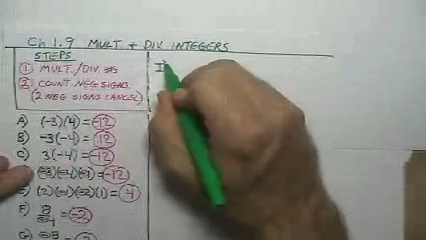 Ch 1.9 MULT. + DIV. INTEGERS
STEPS
① MULT./DIV. #S
② COUNT NEG SIGNS
(2 NEG SIGNS CANCEL)
A) (-3)(4) = -12
B) -3(-4) = 12
C) 3(-4) = -12
(-3)(-4)(-1) = -12
(2)(-1)(-2)(1) = 4
F) 8/-4 = -2
G) -8